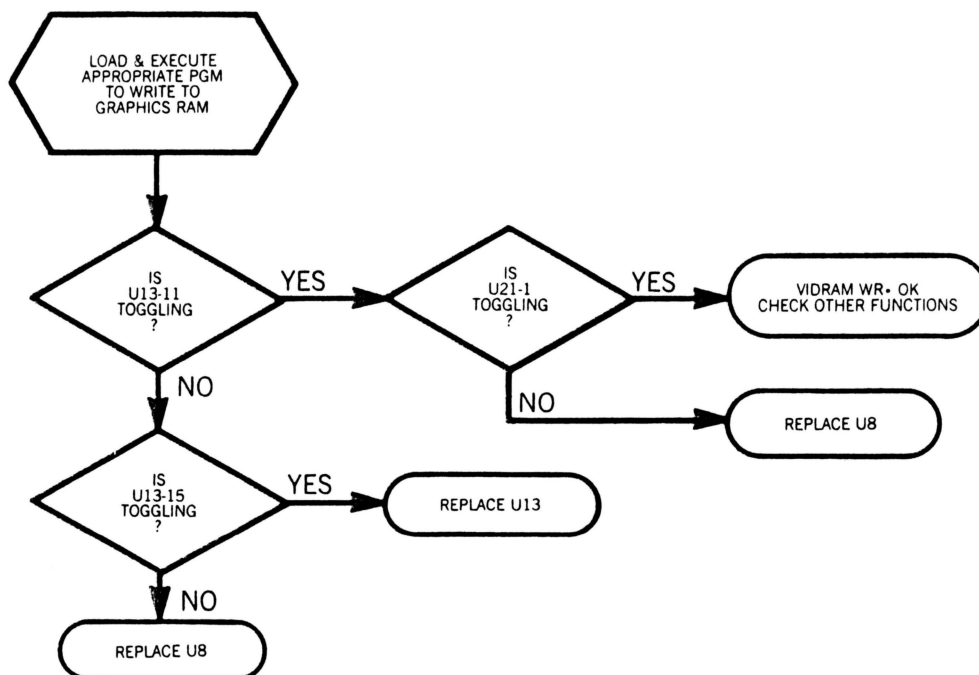 LOAD & EXECUTE
APPROPRIATE PGM
TO WRITE TO
GRAPHICS RAM
IS
U13-11
TOGGLING
?
YES
IS
U21-1
TOGGLING
?
YES
VIDRAM WR• OK
CHECK OTHER FUNCTIONS
NO
NO
REPLACE U8
IS
U13-15
TOGGLING
?
YES
REPLACE U13
NO
REPLACE U8